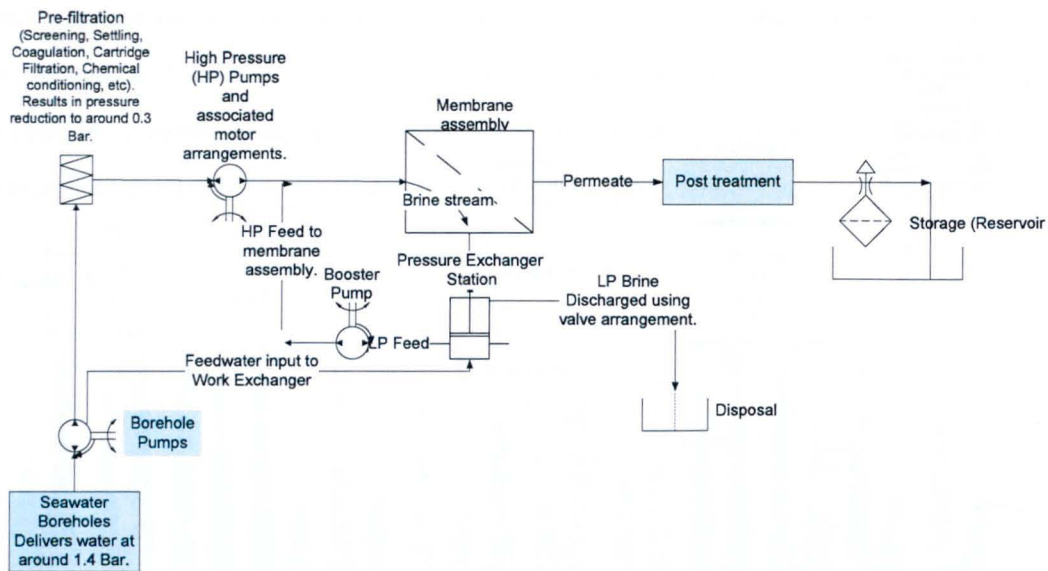 Pre-filtration
(Screening, Settling,
Coagulation, Cartridge
Filtration, Chemical
conditioning, etc).
Results in pressure
reduction to around 0.3
Bar.
High Pressure
(HP) Pumps
and
associated
motor
arrangements.
Membrane
assembly
Brine stream
Permeate
Post treatment
Storage (Reservoir
HP Feed to
membrane
assembly.
Pressure Exchanger
Station
Booster
Pump
LP Feed
LP Brine
Discharged using
valve arrangement.
Feedwater input to
Work Exchanger
Disposal
Borehole
Pumps
Seawater
Boreholes
Delivers water at
around 1.4 Bar.